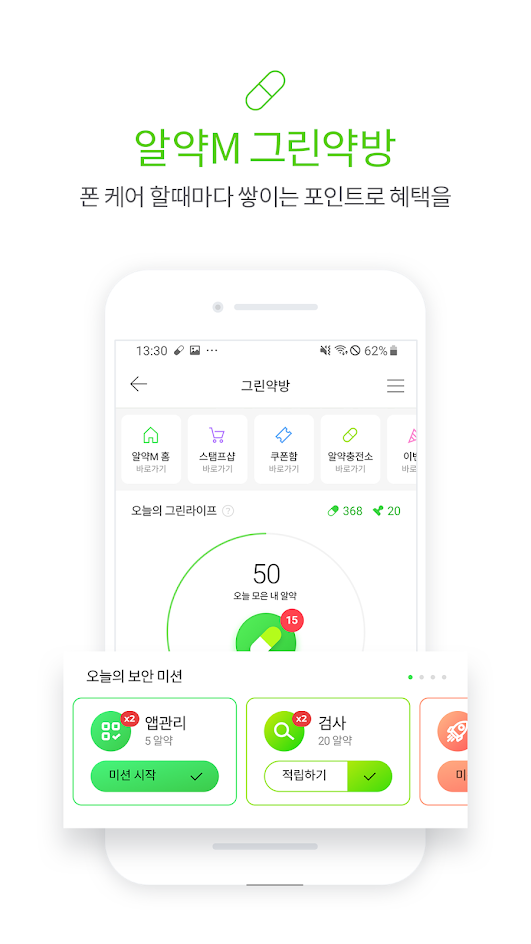 알약M 그린약방
폰 케어 할때마다 쌓이는 포인트로 혜택을
13:30
62%
그린약방
알약M 홈
바로가기
스탬프샵
바로가기
쿠폰함
바로가기
알약충전소
바로가기
오늘의 그린라이프 ?
368
20
50
오늘 모은 내 알약
15
오늘의 보안 미션
x2
앱관리
5 알약
미션 시작
x2
검사
20 알약
적립하기